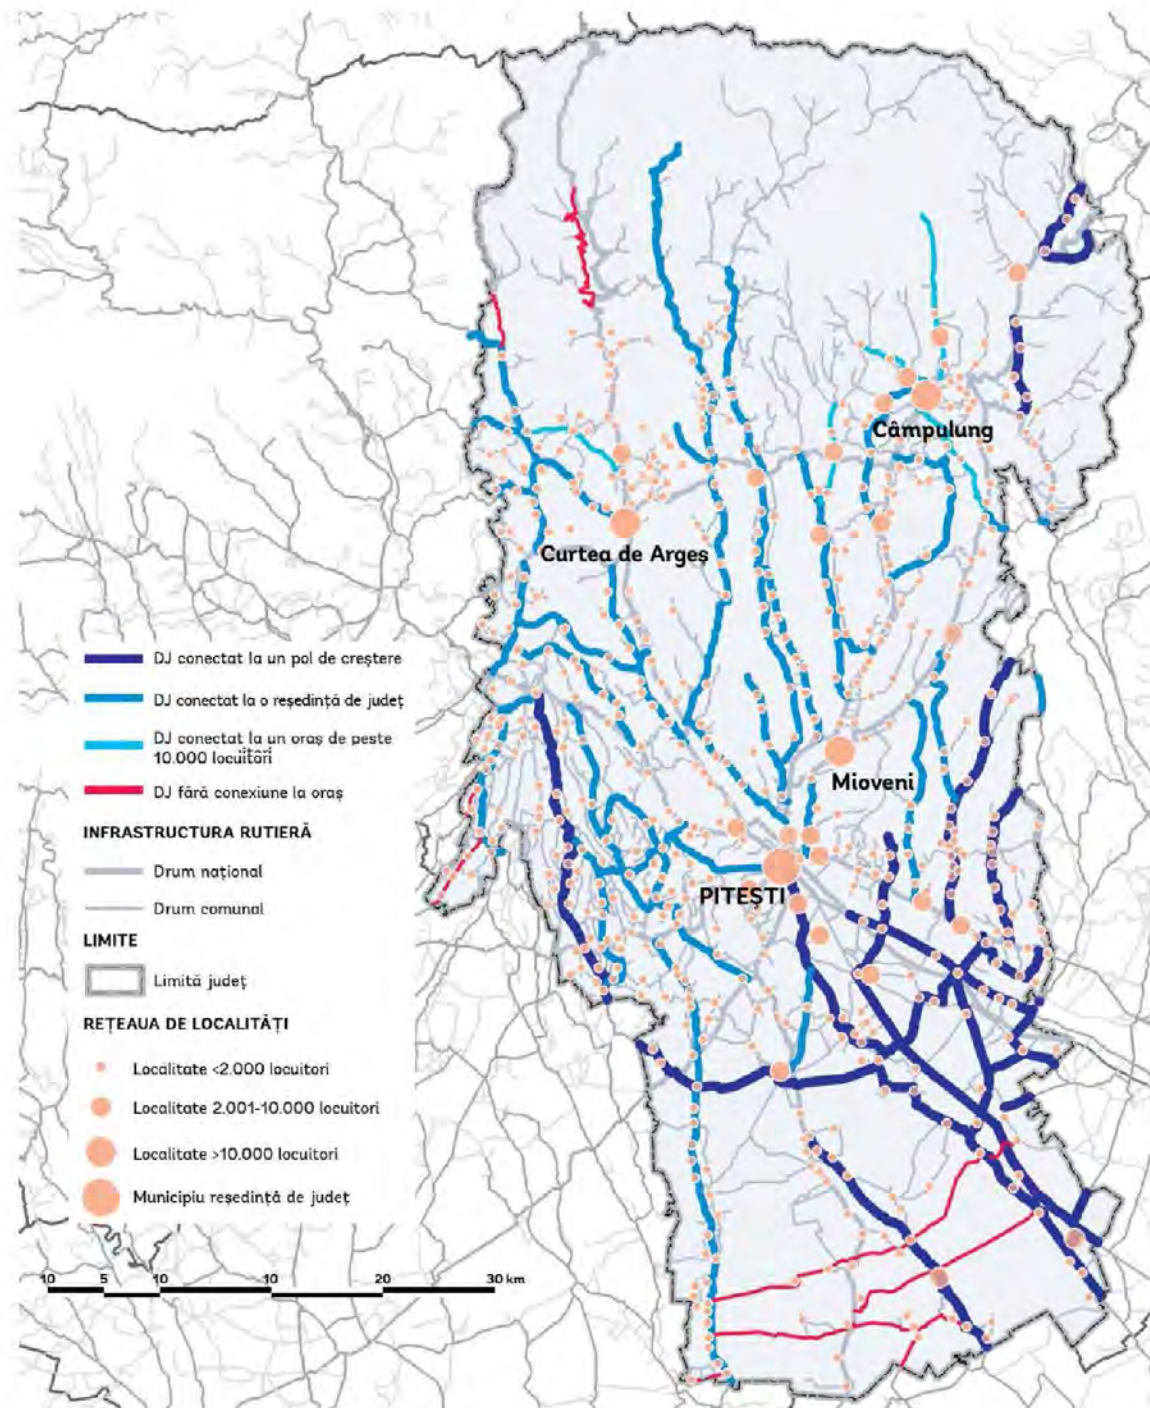 Câmpulung
Curtea de Argeș
Mioveni
PITEȘTI
DJ conectat la un pol de creștere
DJ conectat la o reședință de județ
DJ conectat la un oraș de peste
10.000 locuitori
DJ fără conexiune la oraș
INFRASTRUCTURA RUTIERĂ
Drum național
Drum comunal
LIMITE
Limită județ
REȚEAUA DE LOCALITĂȚI
Localitate <2.000 locuitori
Localitate 2.001-10.000 locuitori
Localitate >10.000 locuitori
Municipiu reședință de județ
10 5 10 10 20 30 km